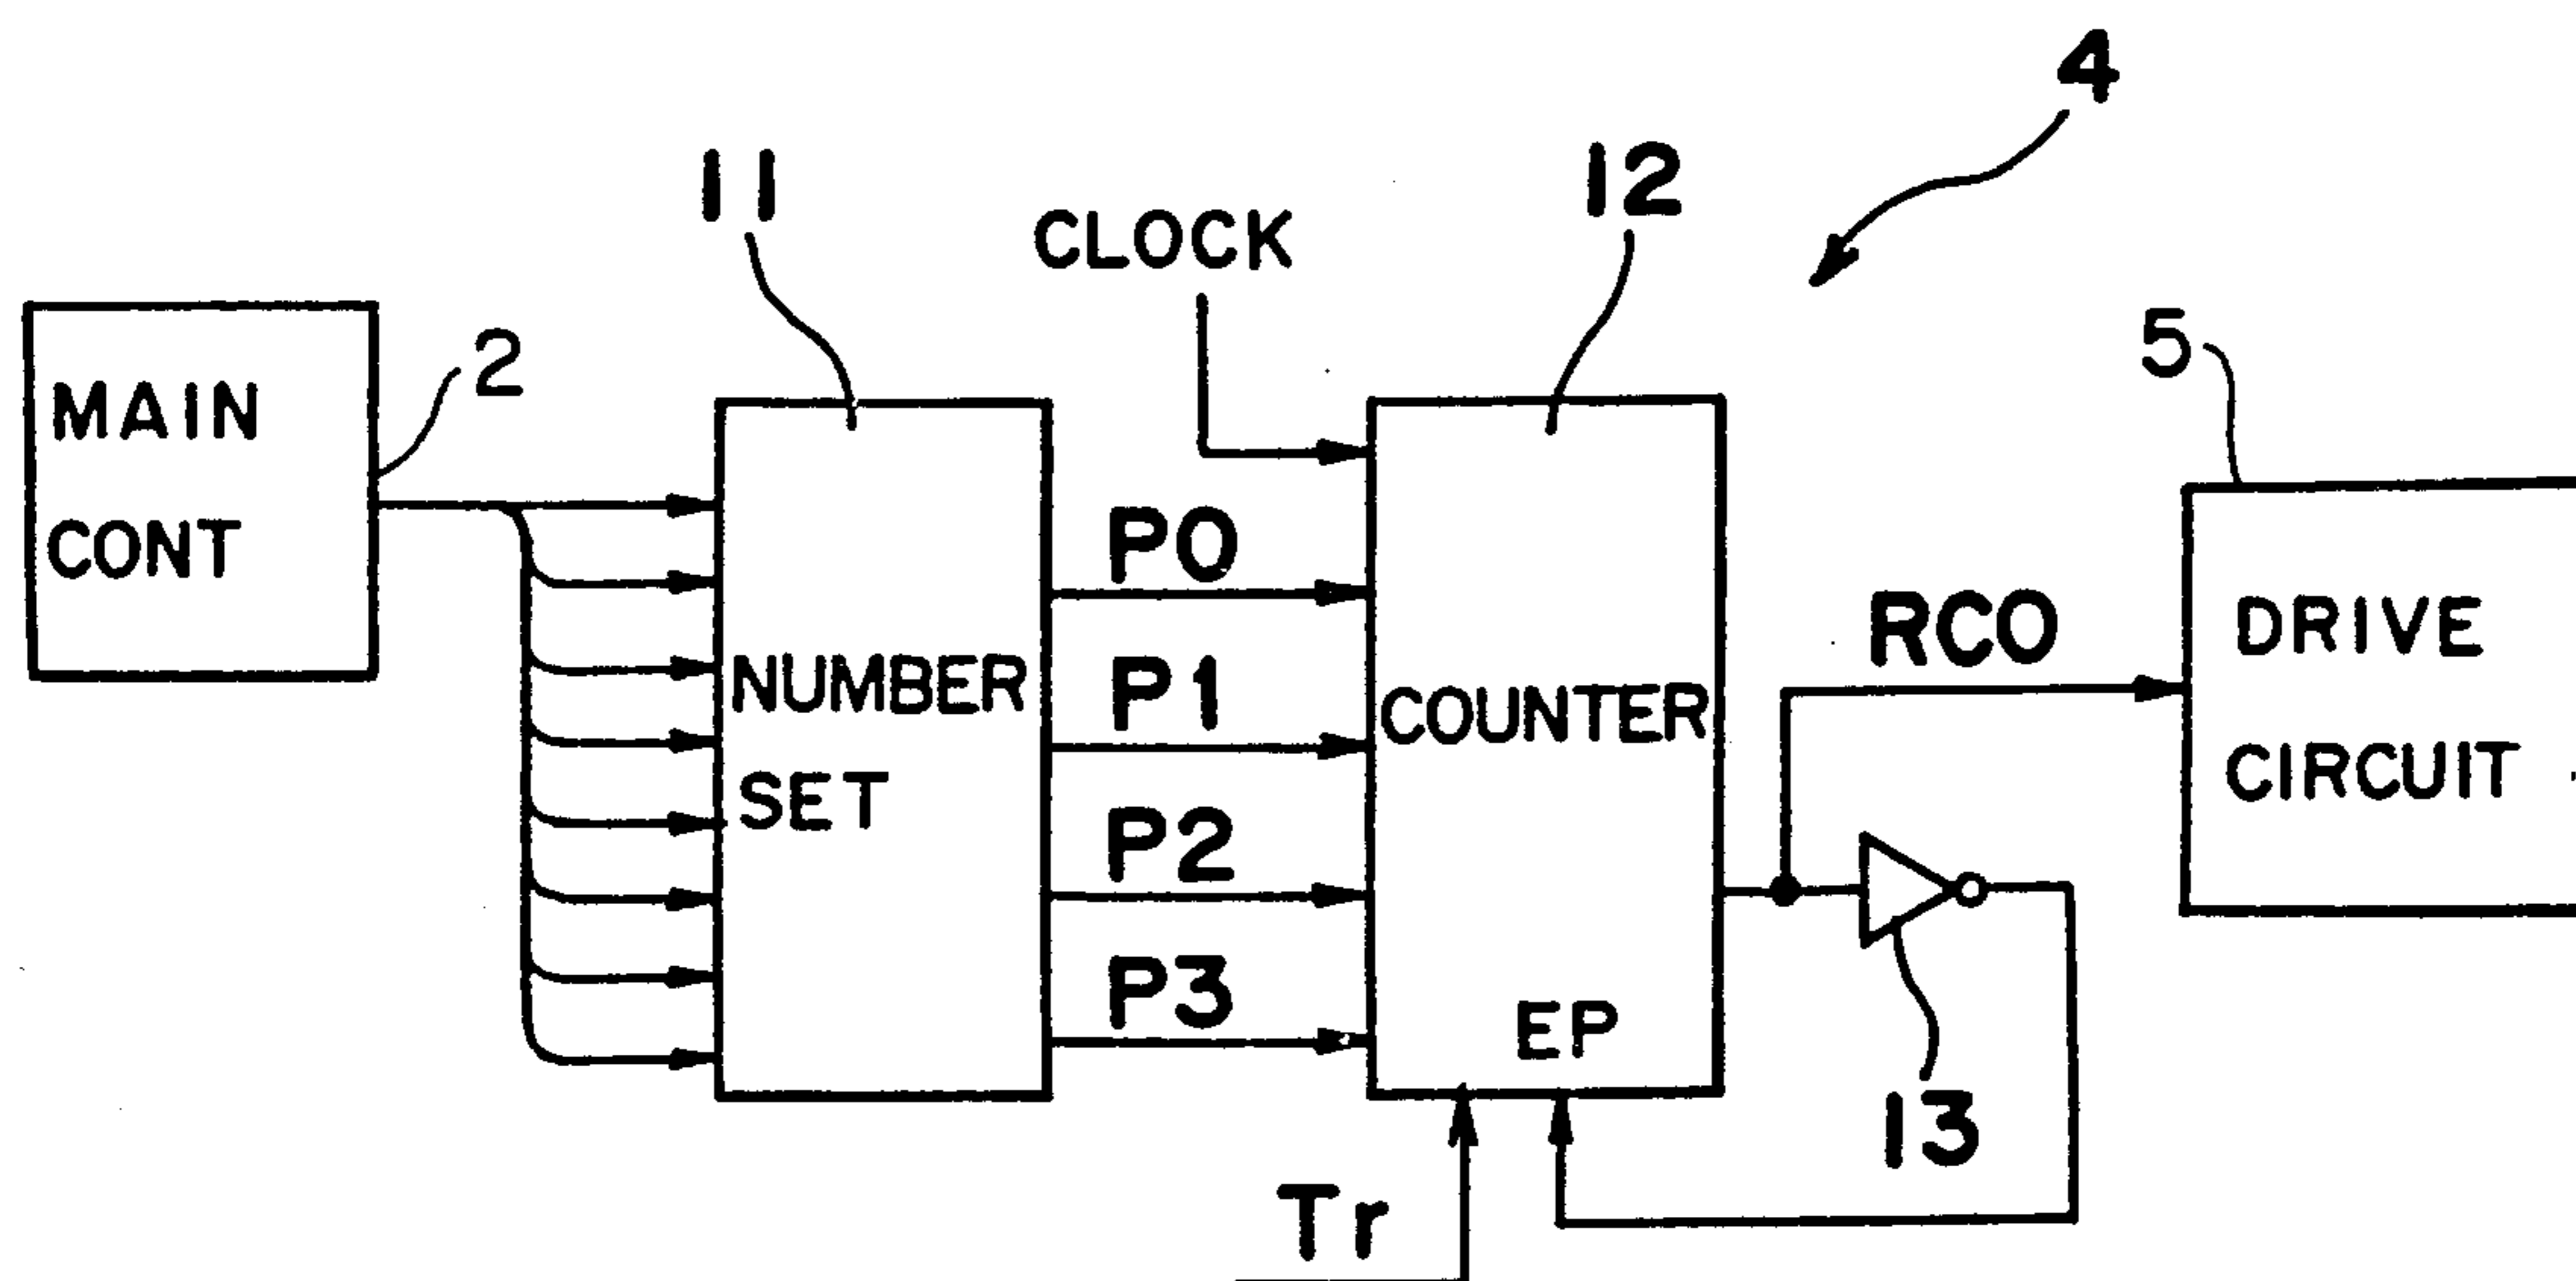 4
11
12
CLOCK
2
5
MAIN
CONT
P0
RCO
DRIVE
P1
NUMBER
COUNTER
CIRCUIT
SET
P2
P3
EP
13
Tr